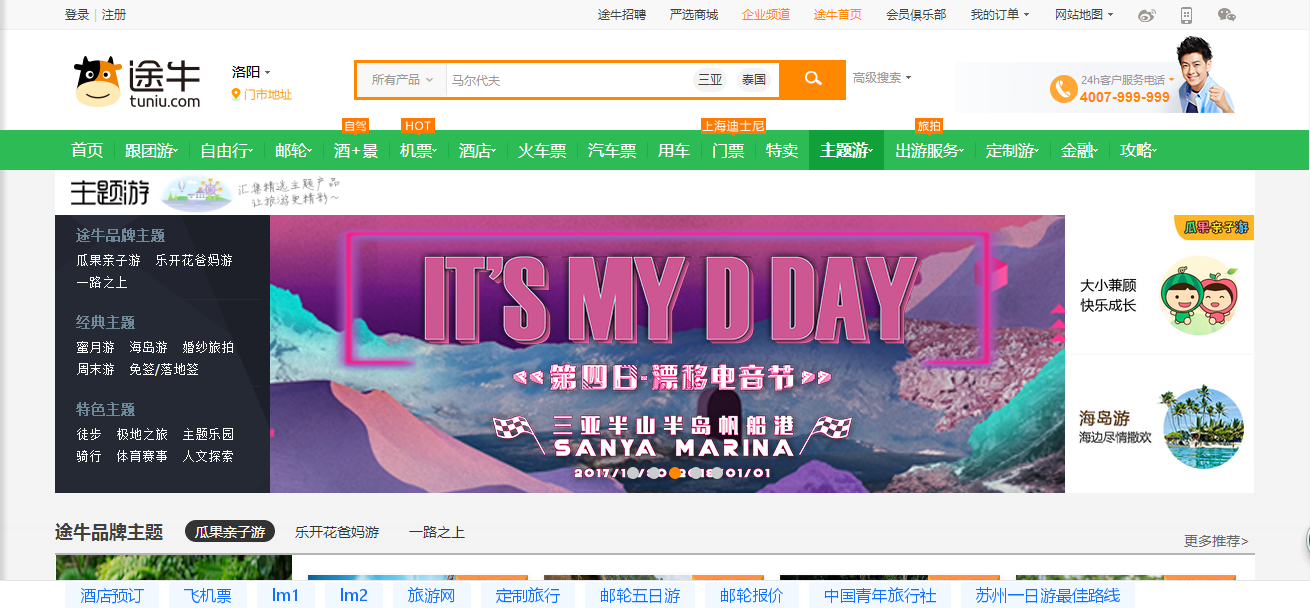 登录 | 注册 途牛招聘 严选商城 企业频道 途牛首页 会员俱乐部 我的订单 网站地图
途牛
tuniu.com
洛阳
门市地址
所有产品 马尔代夫 三亚 泰国
高级搜索
24h客户服务电话
4007-999-999
自驾 HOT 上海迪士尼 旅拍
首页 跟团游 自由行 邮轮 酒+景 机票 酒店 火车票 汽车票 用车 门票 特卖 主题游 出游服务 定制游 金融 攻略
主题游
汇集精选主题产品
让旅游更精彩~
途牛品牌主题
瓜果亲子游 乐开花爸妈游
一路之上
经典主题
蜜月游 海岛游 婚纱旅拍
周末游 免签/落地签
特色主题
徒步 极地之旅 主题乐园
骑行 体育赛事 人文探索
IT'S MY D DAY
第四日·漂移电音节
三亚半山半岛帆船港
SANYA MARINA
瓜果亲子游
大小兼顾
快乐成长
海岛游
海边尽情撒欢
途牛品牌主题 瓜果亲子游 乐开花爸妈游 一路之上 更多推荐>
酒店预订 飞机票 lm1 lm2 旅游网 定制旅行 邮轮五日游 邮轮报价 中国青年旅行社 苏州一日游最佳路线